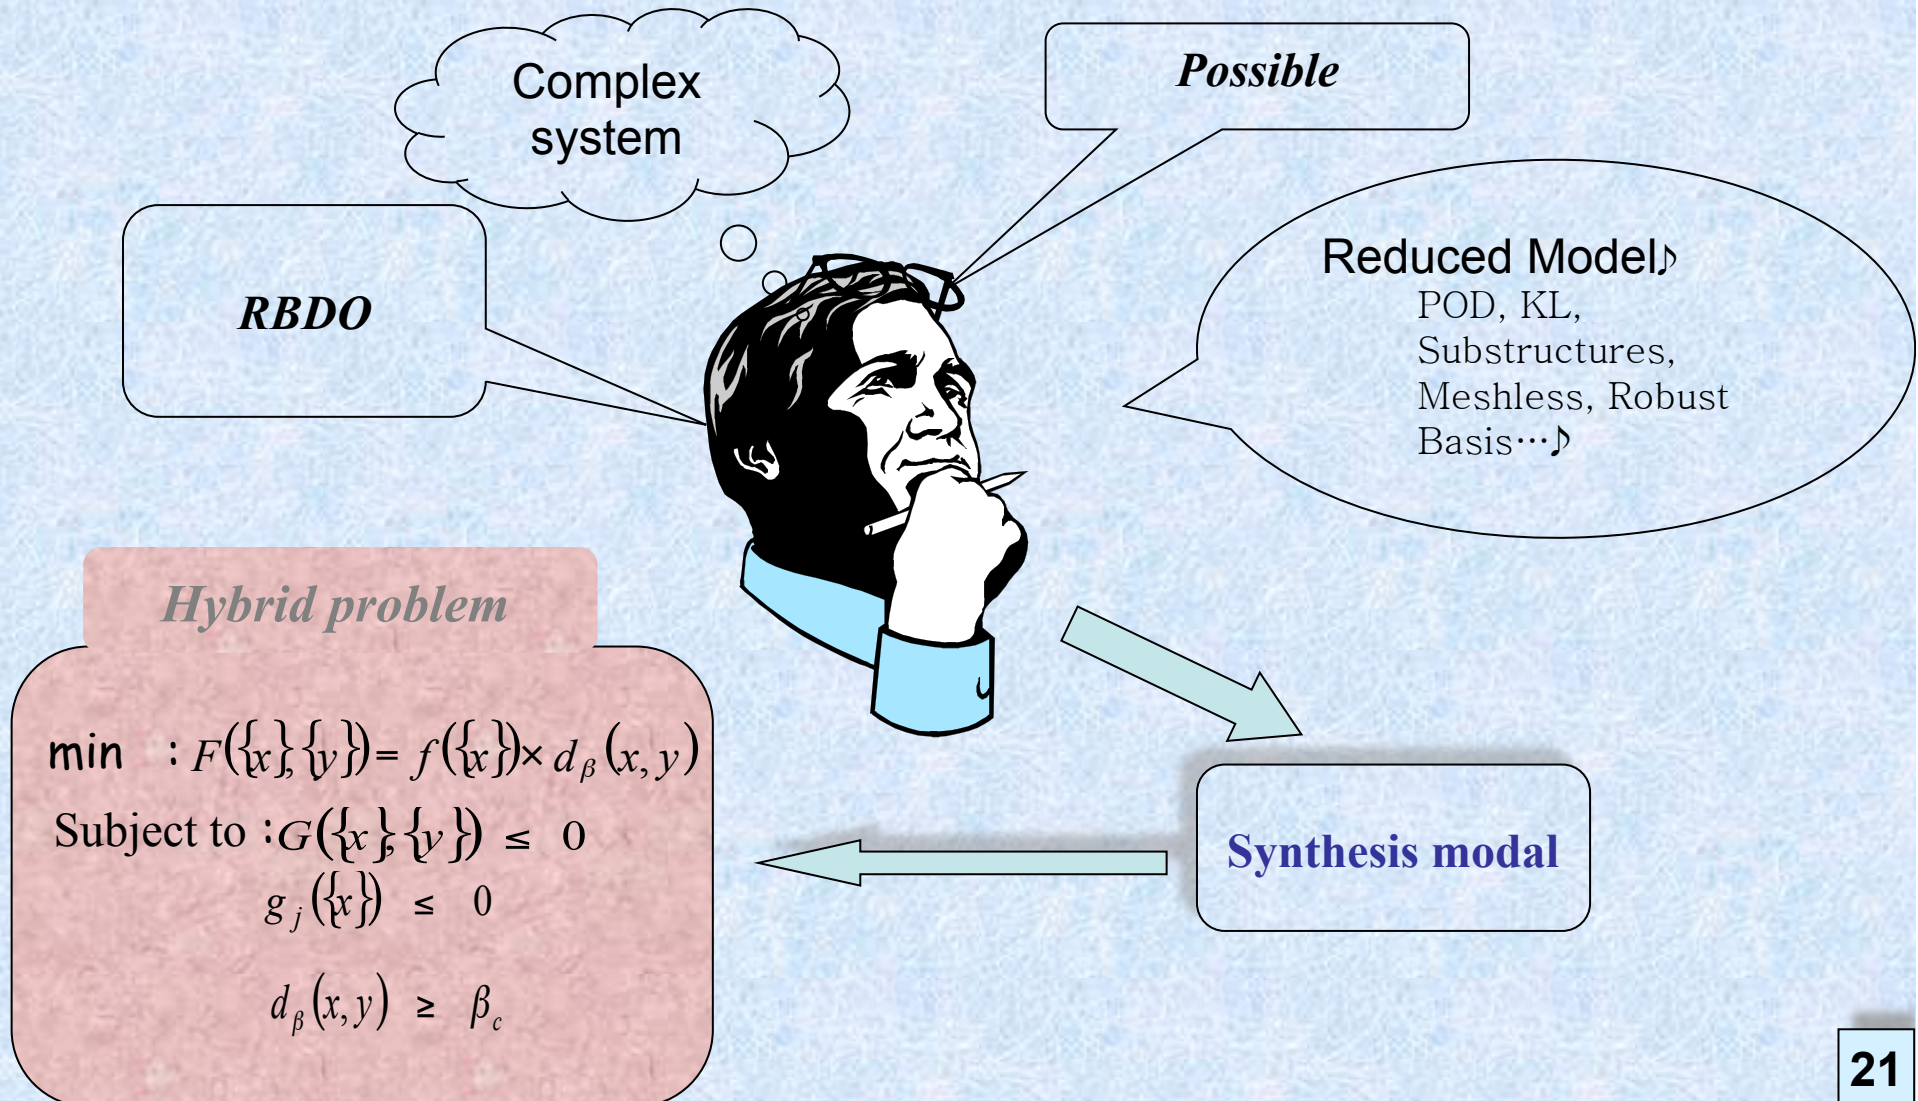 Complex
system
Possible
RBDO
Reduced Model♪
POD, KL,
Substructures,
Meshless, Robust
Basis…♪
Hybrid problem
min : F({x},{y}) = f({x}) × d_β(x, y)
Subject to : G({x},{y}) ≤ 0
g_j({x}) ≤ 0
d_β(x, y) ≥ β_c
Synthesis modal
21